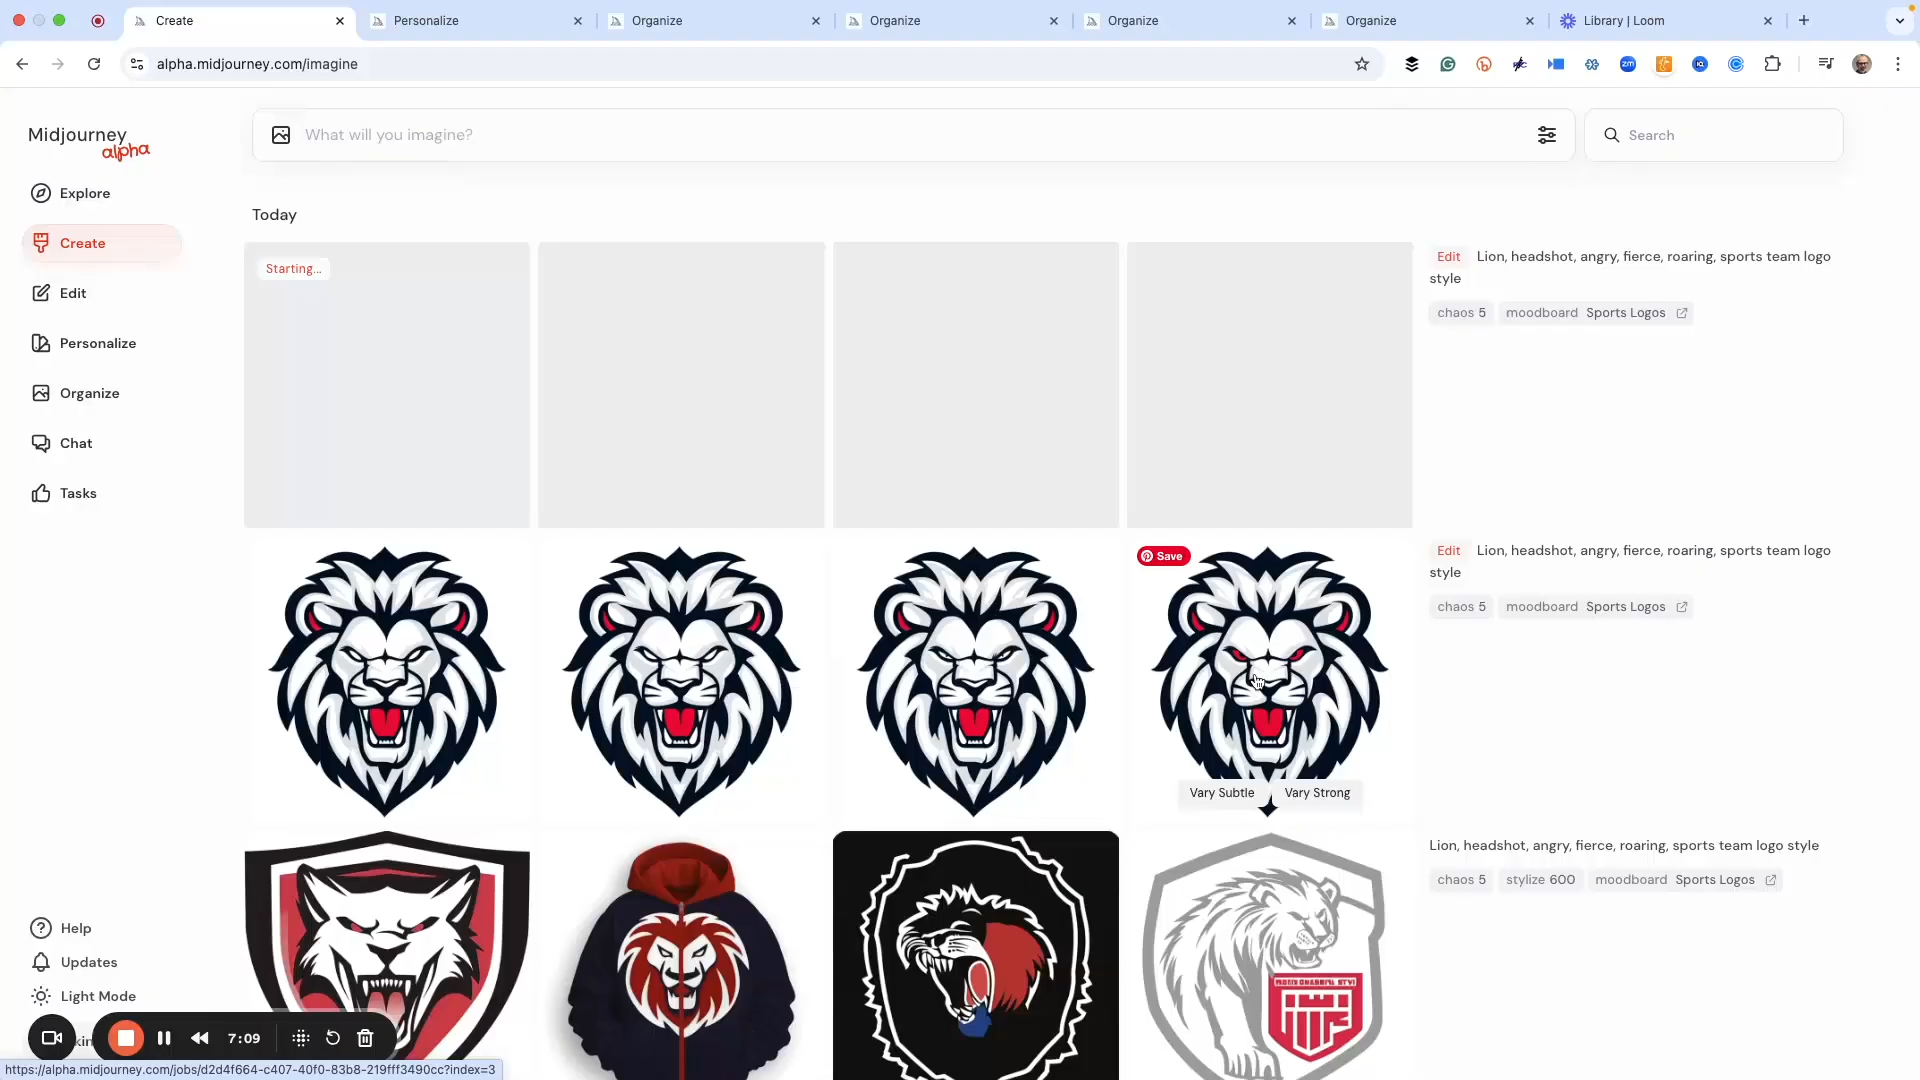 Create
Personalize
Organize
Organize
Organize
Organize
Library | Loom
alpha.midjourney.com/imagine
Midjourney
alpha
What will you imagine?
Search
Explore
Create
Edit
Personalize
Organize
Chat
Tasks
Today
Starting...
Edit Lion, headshot, angry, fierce, roaring, sports team logo
style
chaos 5 moodboard Sports Logos
Save
Edit Lion, headshot, angry, fierce, roaring, sports team logo
style
chaos 5 moodboard Sports Logos
Vary Subtle Vary Strong
Lion, headshot, angry, fierce, roaring, sports team logo style
chaos 5 stylize 600 moodboard Sports Logos
Help
Updates
Light Mode
7:09
https://alpha.midjourney.com/jobs/d2d4f664-c407-40f0-83b8-219fff3490cc?index=3